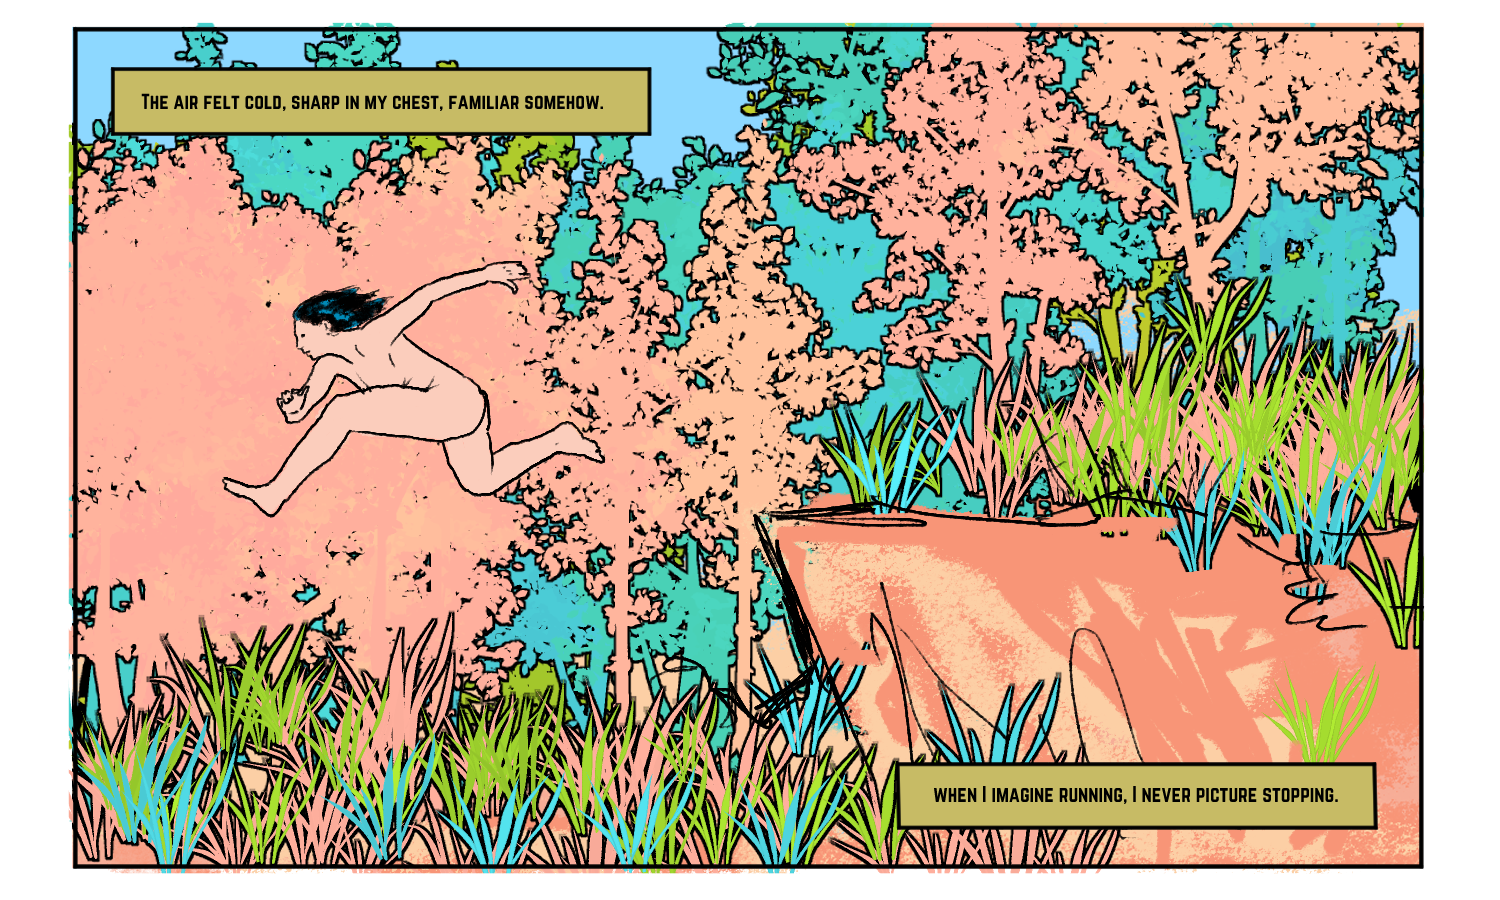 The air felt cold, sharp in my chest, familiar somehow.
when I imagine running, I never picture stopping.